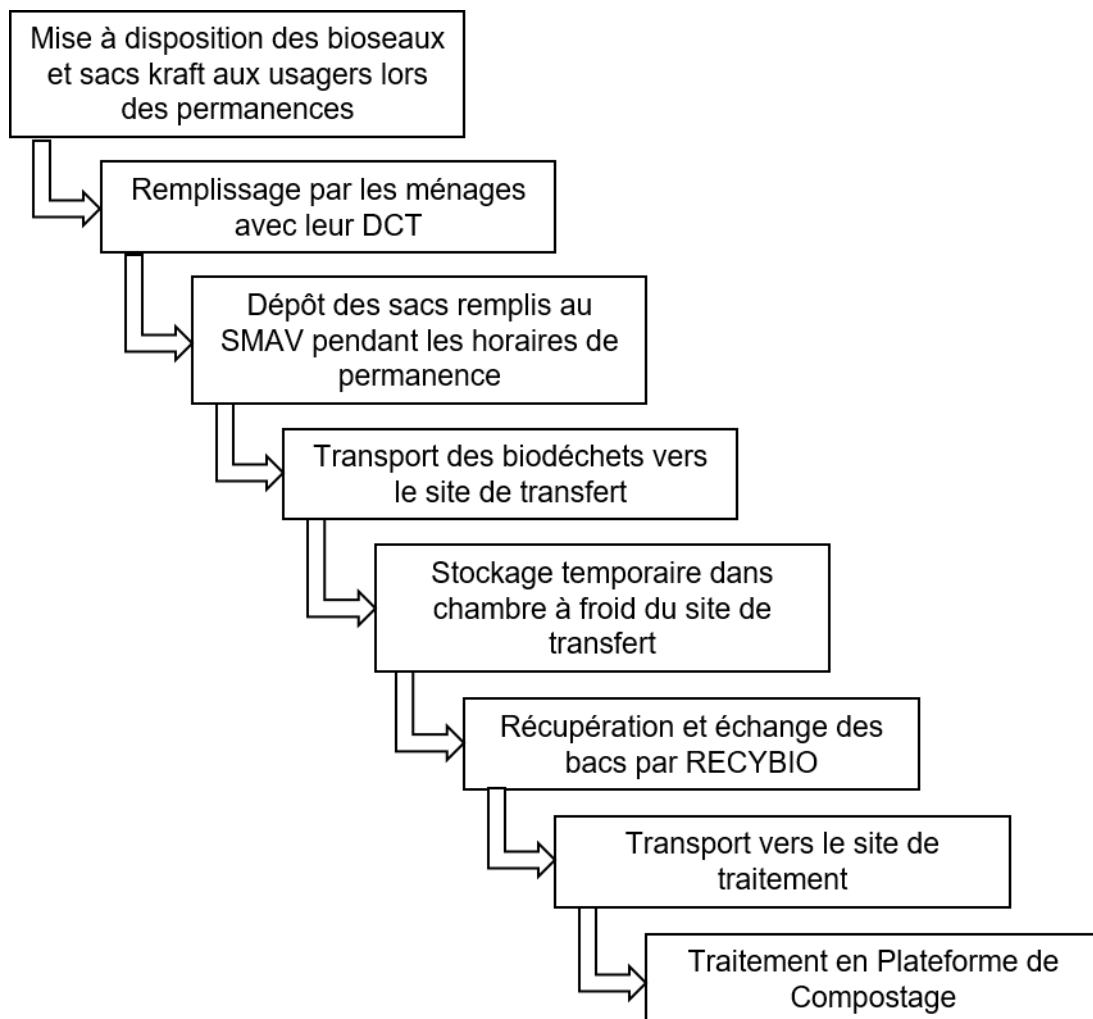 Mise à disposition des bioseaux
et sacs kraft aux usagers lors
des permanences
Remplissage par les ménages
avec leur DCT
Dépôt des sacs remplis au
SMAV pendant les horaires de
permanence
Transport des biodéchets vers
le site de transfert
Stockage temporaire dans
chambre à froid du site de
transfert
Récupération et échange des
bacs par RECYBIO
Transport vers le site de
traitement
Traitement en Plateforme de
Compostage